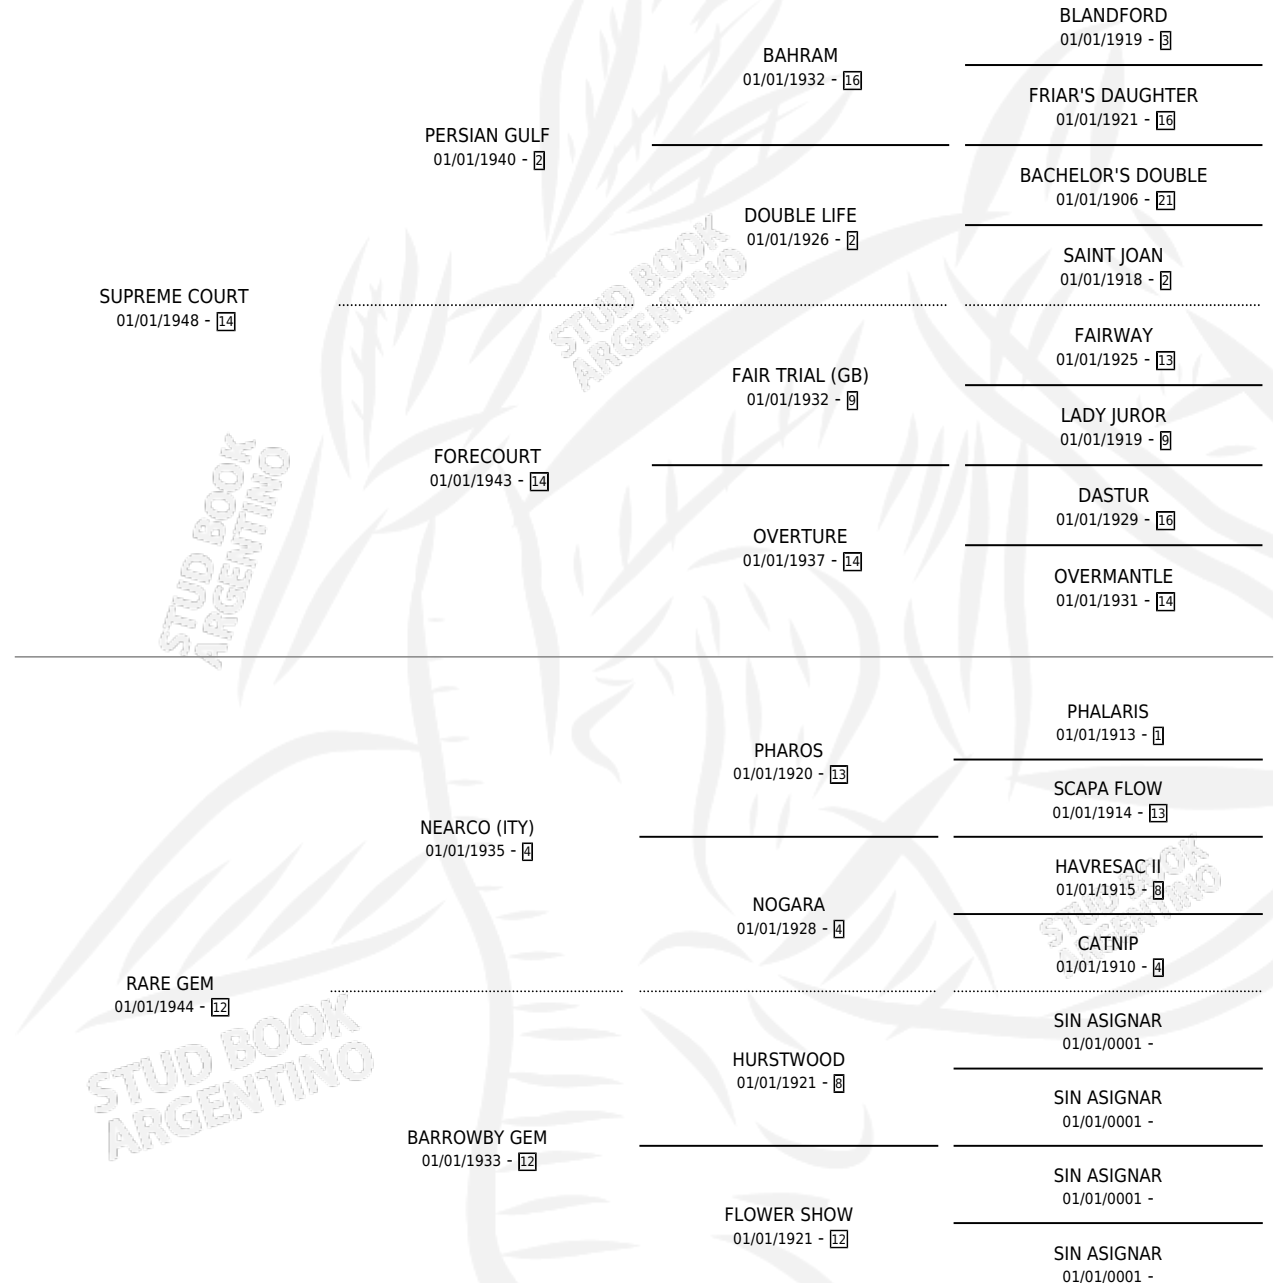 BLANDFORD
01/01/1919 - 3
BAHRAM
01/01/1932 - 16
FRIAR'S DAUGHTER
01/01/1921 - 16
PERSIAN GULF
01/01/1940 - 2
BACHELOR'S DOUBLE
01/01/1906 - 21
DOUBLE LIFE
01/01/1926 - 2
SAINT JOAN
01/01/1918 - 2
SUPREME COURT
01/01/1948 - 14
STUD BOOK
ARGENTINO
FAIRWAY
01/01/1925 - 13
FAIR TRIAL (GB)
01/01/1932 - 9
LADY JUROR
01/01/1919 - 9
FORECOURT
01/01/1943 - 14
DASTUR
01/01/1929 - 16
OVERTURE
01/01/1937 - 14
OVERMANTLE
01/01/1931 - 14
STUD BOOK
ARGENTINO
PHALARIS
01/01/1913 - 1
PHAROS
01/01/1920 - 13
SCAPA FLOW
01/01/1914 - 13
NEARCO (ITY)
01/01/1935 - 4
HAVRESAC II
01/01/1915 - 8
NOGARA
01/01/1928 - 4
STUD BOOK
ARGENTINO
CATNIP
01/01/1910 - 4
RARE GEM
01/01/1944 - 12
SIN ASIGNAR
01/01/0001 -
HURSTWOOD
01/01/1921 - 8
STUD BOOK
ARGENTINO
SIN ASIGNAR
01/01/0001 -
BARROWBY GEM
01/01/1933 - 12
SIN ASIGNAR
01/01/0001 -
FLOWER SHOW
01/01/1921 - 12
SIN ASIGNAR
01/01/0001 -